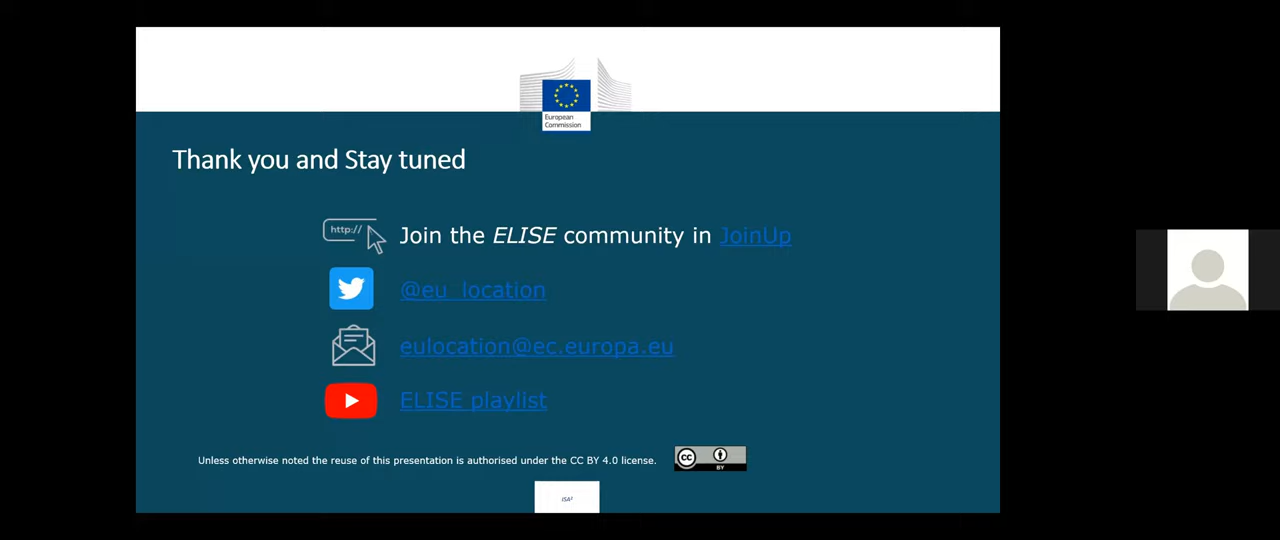 European
Commission
Thank you and Stay tuned
http://
Join the ELISE community in JoinUp
@eu_location
eulocation@ec.europa.eu
ELISE playlist
Unless otherwise noted the reuse of this presentation is authorised under the CC BY 4.0 license.
cc
BY
ISA²